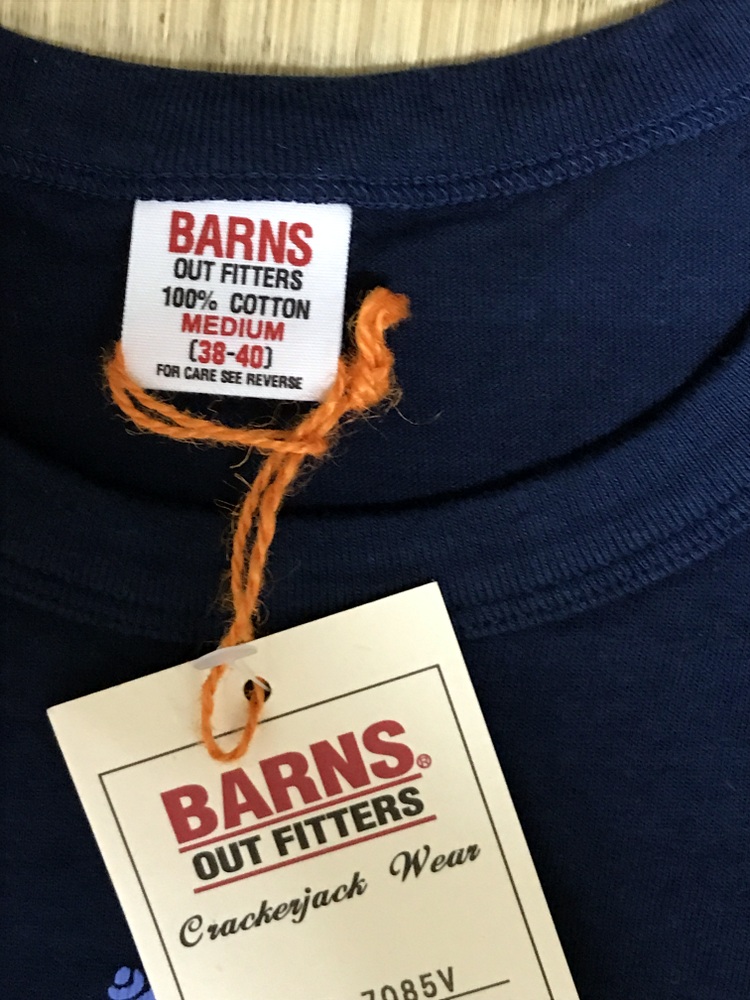 BARNS
OUT FITTERS
100% COTTON
MEDIUM
(38-40)
FOR CARE SEE REVERSE
BARNS®
OUT FITTERS
Crackerjack Wear
7085V